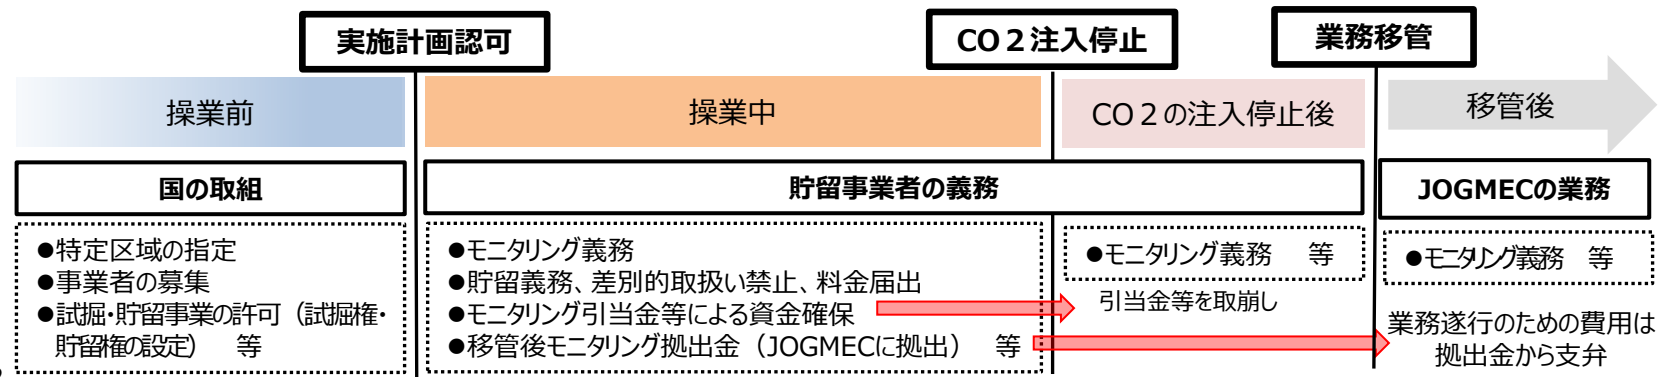 実施計画認可
CO２注入停止
業務移管
操業前
操業中
CO２の注入停止後
移管後
国の取組
貯留事業者の義務
JOGMECの業務
●特定区域の指定
●事業者の募集
●試掘・貯留事業の許可（試掘権・
貯留権の設定）　等
●モニタリング義務
●貯留義務、差別的取扱い禁止、料金届出
●モニタリング引当金等による資金確保
●移管後モニタリング拠出金（JOGMECに拠出）　等
●モニタリング義務　等
引当金等を取崩し
●モニタリング義務　等
業務遂行のための費用は
拠出金から支弁